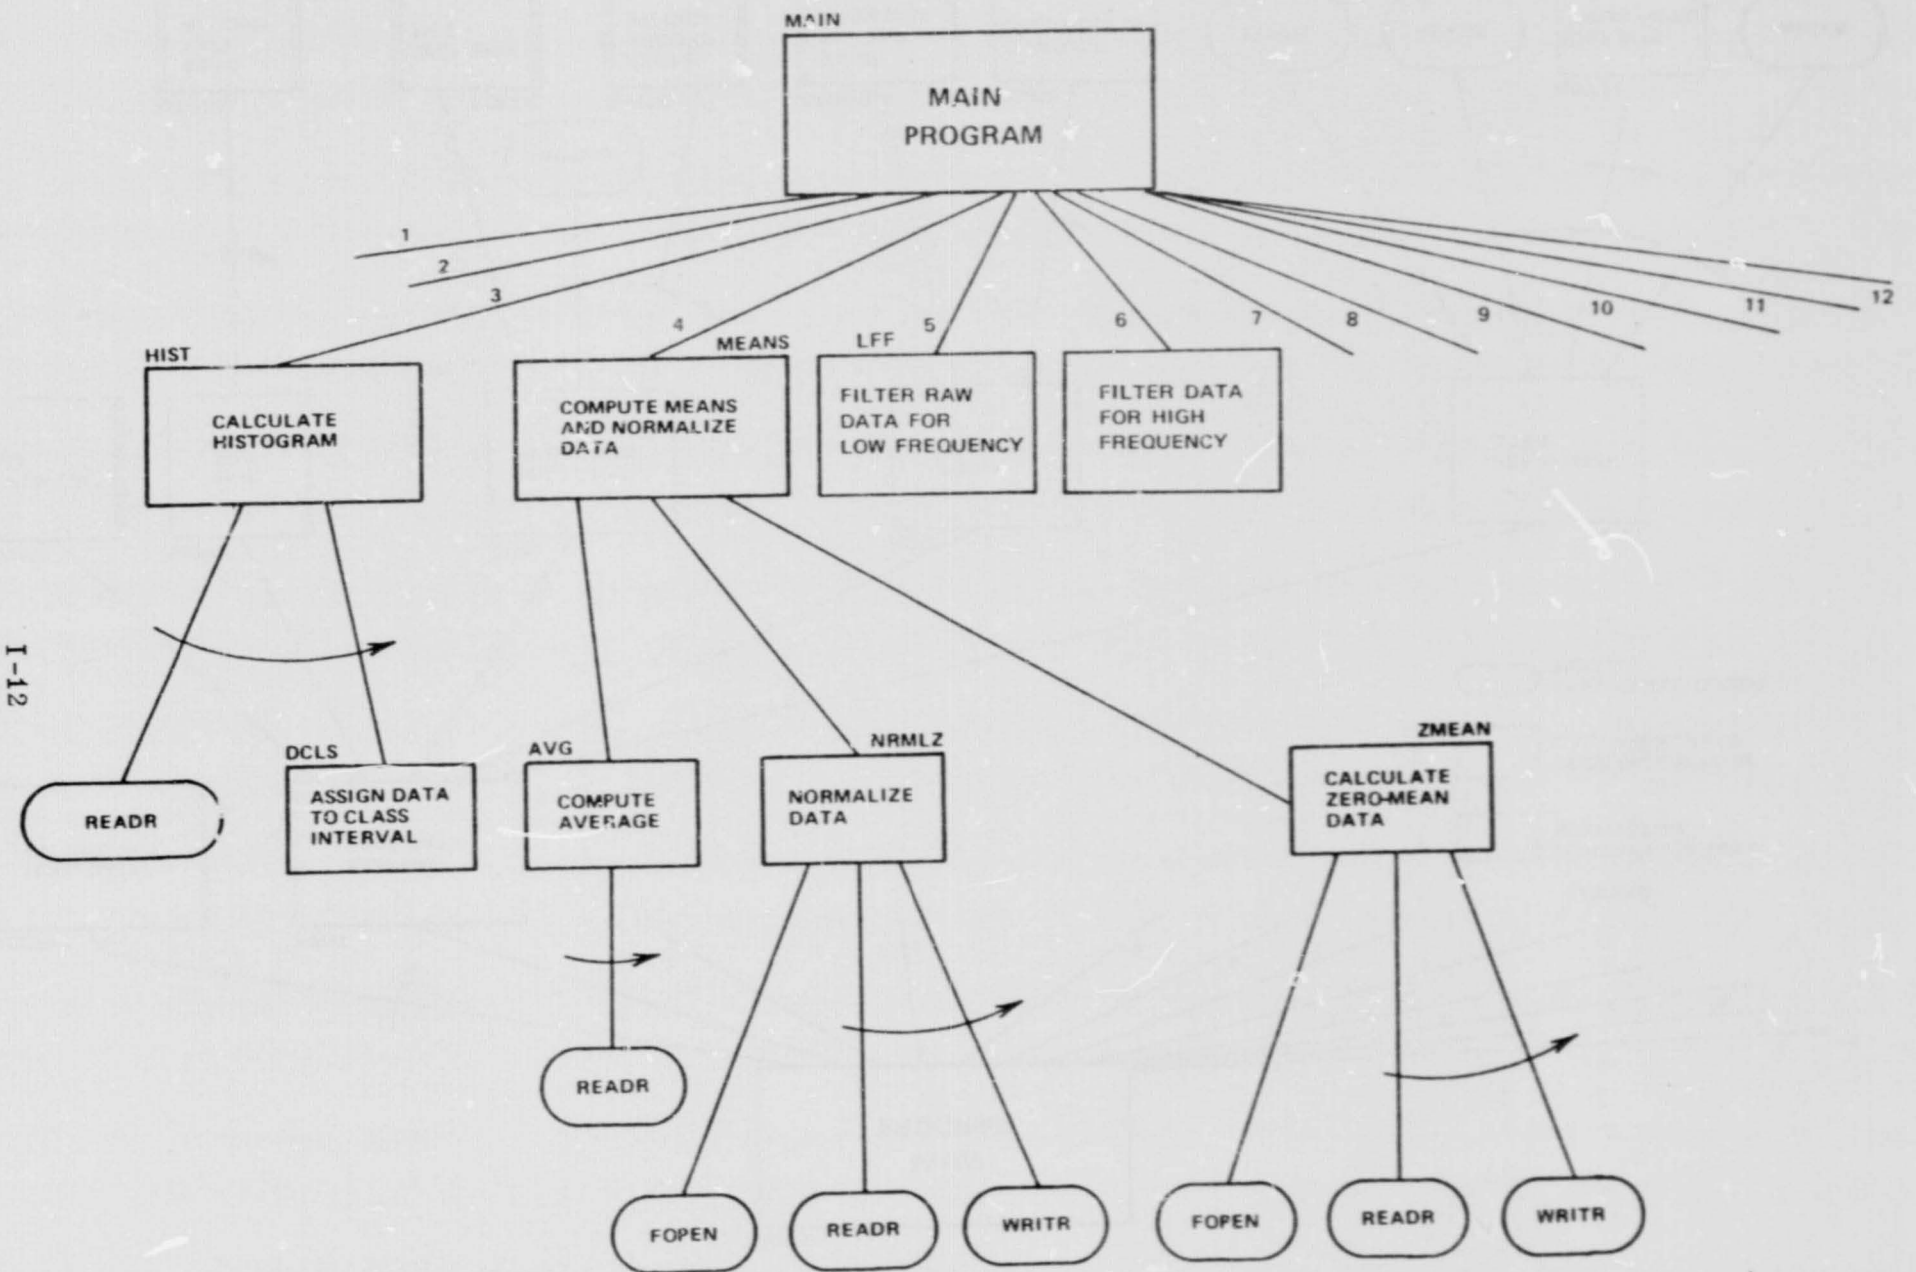 MAIN
MAIN
PROGRAM
1
2
3
4
5
6
7
8
9
10
11
12
HIST
CALCULATE
HISTOGRAM
MEANS
COMPUTE MEANS
AND NORMALIZE
DATA
LFF
FILTER RAW
DATA FOR
LOW FREQUENCY
FILTER DATA
FOR HIGH
FREQUENCY
I-12
READR
DCLS
ASSIGN DATA
TO CLASS
INTERVAL
AVG
COMPUTE
AVERAGE
NRMLZ
NORMALIZE
DATA
ZMEAN
CALCULATE
ZERO-MEAN
DATA
READR
FOPEN
READR
WRITR
FOPEN
READR
WRITR